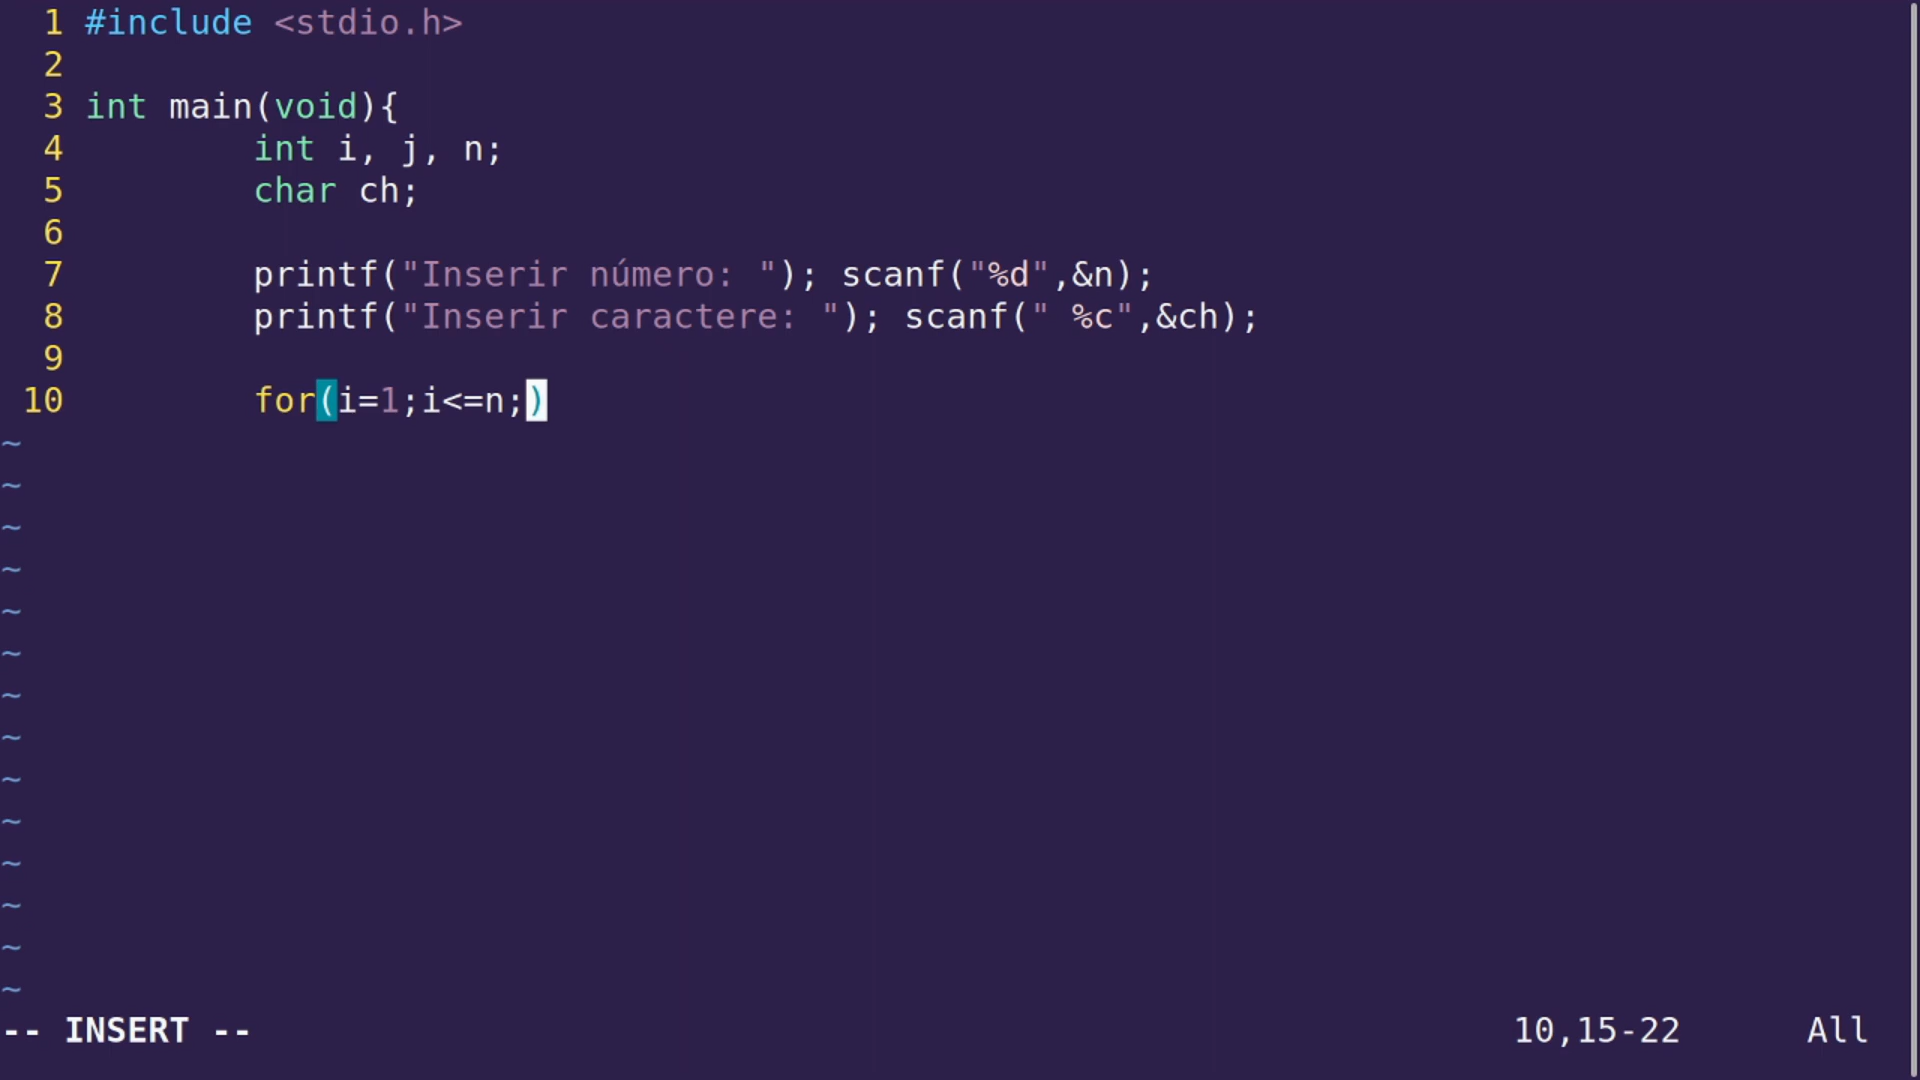 1 #include <stdio.h>
2
3 int main(void){
4         int i, j, n;
5         char ch;
6
7         printf("Inserir número: "); scanf("%d",&n);
8         printf("Inserir caractere: "); scanf(" %c",&ch);
9
10         for(i=1;i<=n;)
~
~
~
~
~
~
~
~
~
~
~
~
~
~
-- INSERT -- 10,15-22 All